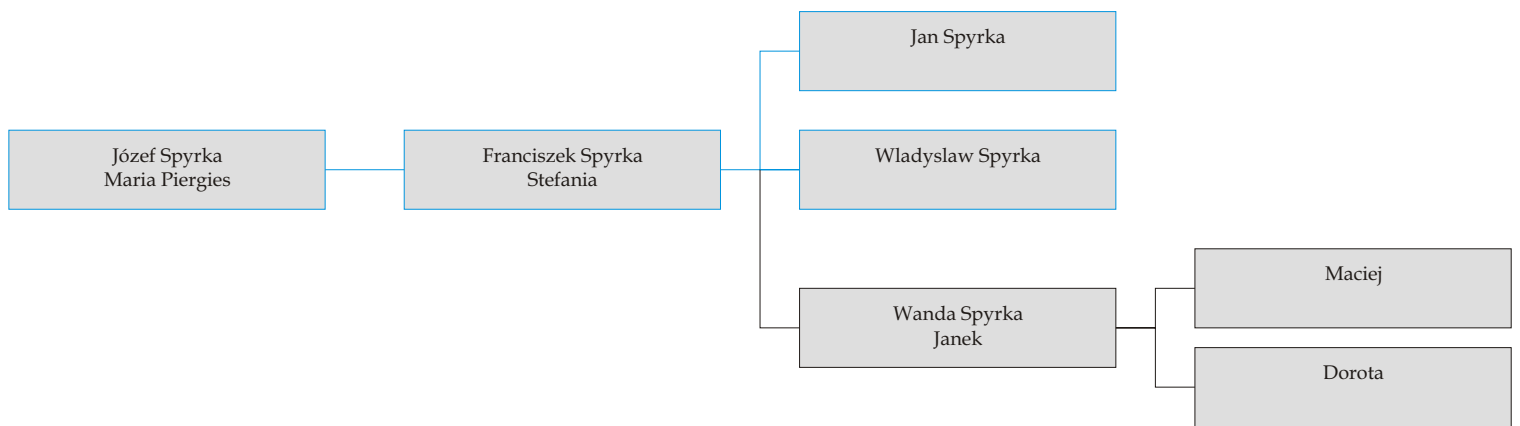 Jan Spyrka
Józef Spyrka
Maria Piergies
Franciszek Spyrka
Stefania
Wladyslaw Spyrka
Wanda Spyrka
Janek
Maciej
Dorota